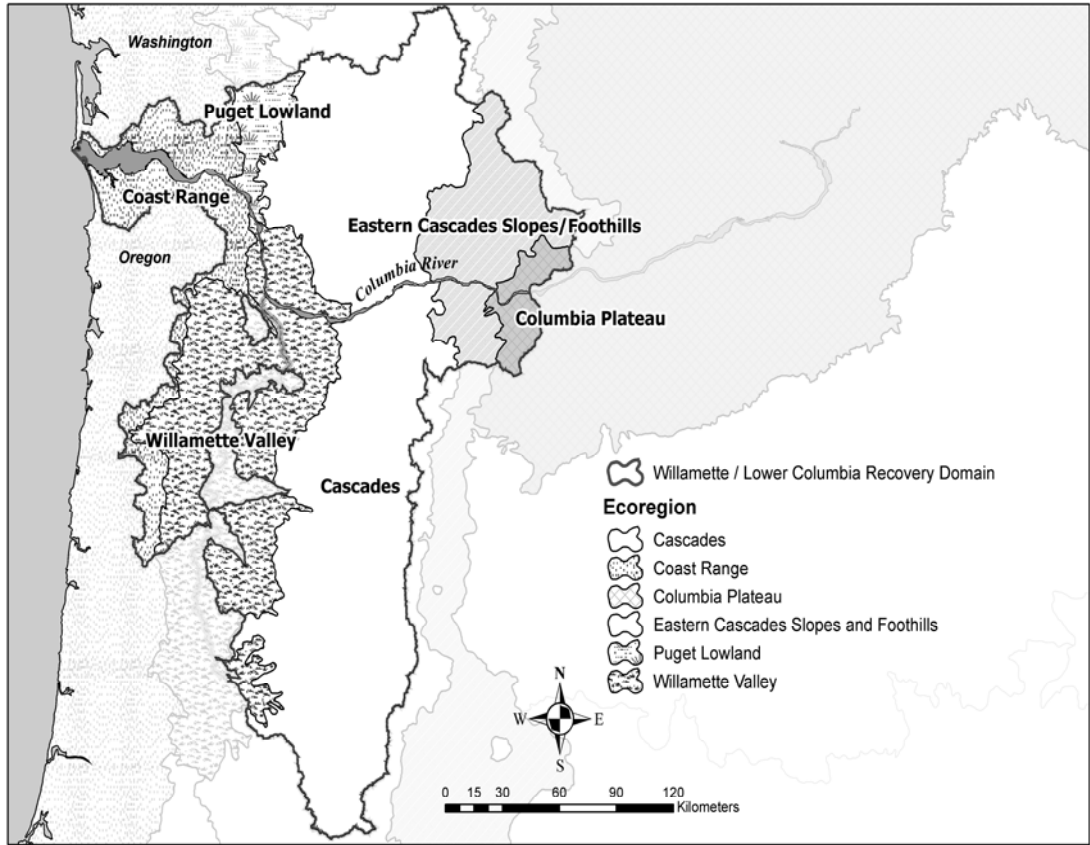 Washington
Puget Lowland
Coast Range
Oregon
Eastern Cascades Slopes/Foothills
Columbia River
Columbia Plateau
Willamette Valley
Cascades
Willamette / Lower Columbia Recovery Domain
Ecoregion
Cascades
Coast Range
Columbia Plateau
Eastern Cascades Slopes and Foothills
Puget Lowland
Willamette Valley
N
W E
S
0 15 30 60 90 120
Kilometers